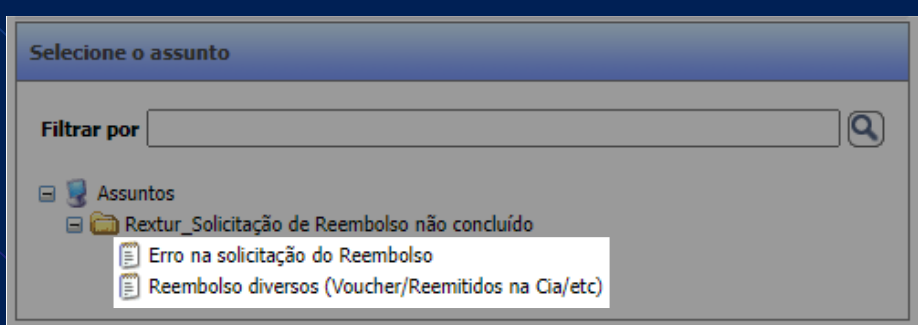 Selecione o assunto
Filtrar por
Assuntos
Rextur_Solicitação de Reembolso não concluído
Erro na solicitação do Reembolso
Reembolso diversos (Voucher/Reemitidos na Cia/etc)